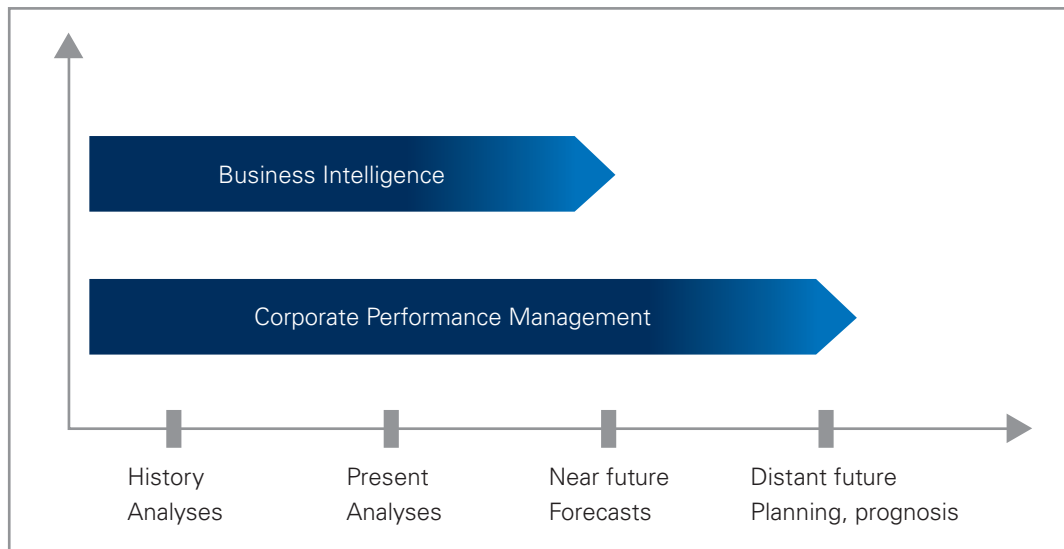 Business Intelligence
Corporate Performance Management
History
Analyses
Present
Analyses
Near future
Forecasts
Distant future
Planning, prognosis